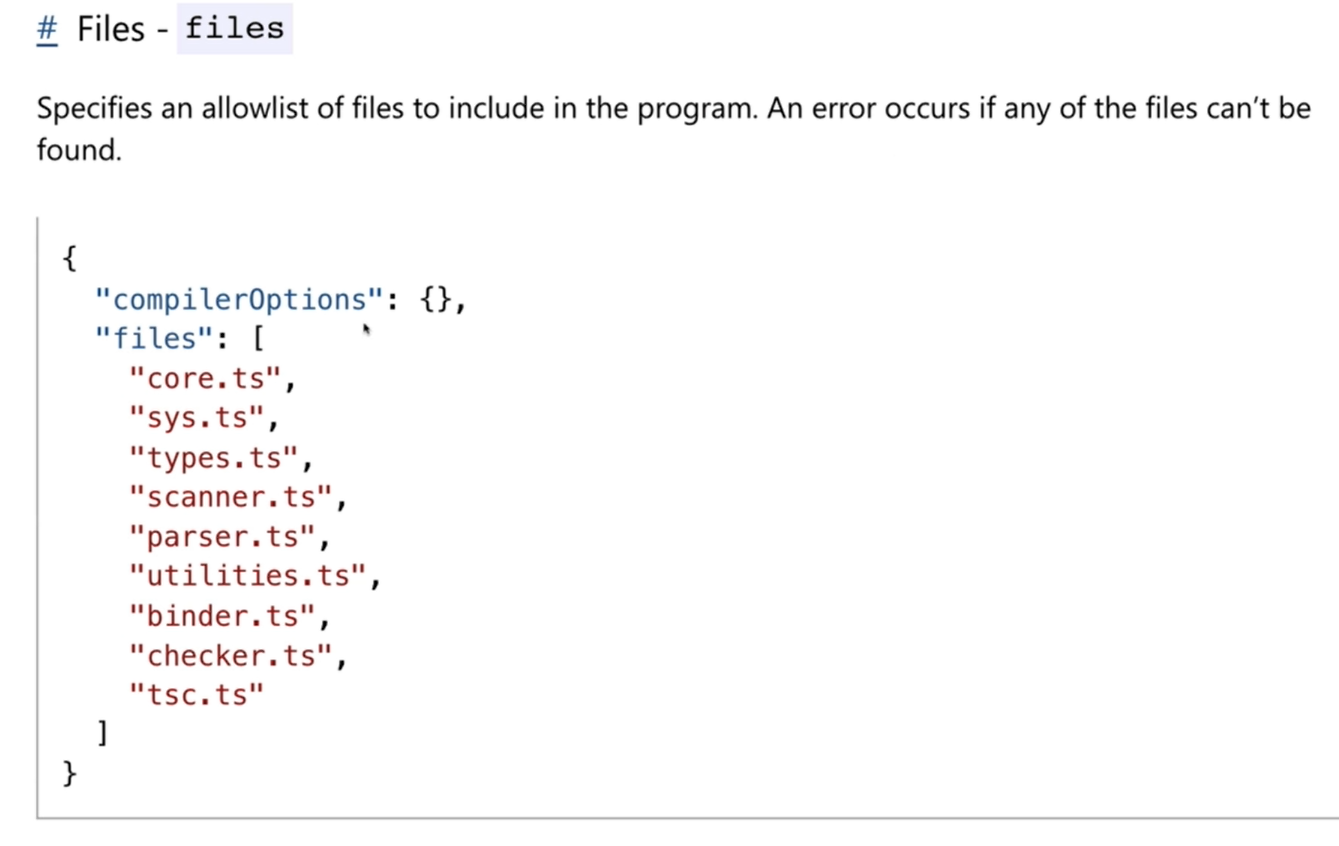 # Files - files
Specifies an allowlist of files to include in the program. An error occurs if any of the files can’t be
found.
{
  "compilerOptions": {},
  "files": [
    "core.ts",
    "sys.ts",
    "types.ts",
    "scanner.ts",
    "parser.ts",
    "utilities.ts",
    "binder.ts",
    "checker.ts",
    "tsc.ts"
  ]
}